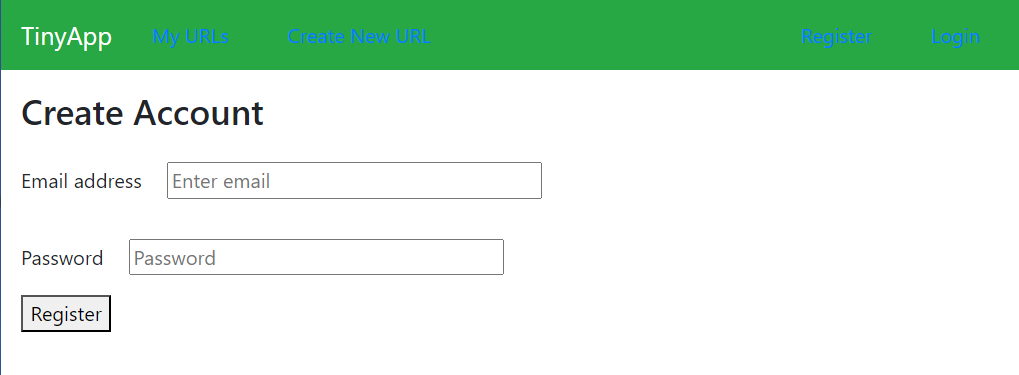 TinyApp My URLs Create New URL Register Login
Create Account
Email address Enter email
Password Password
Register